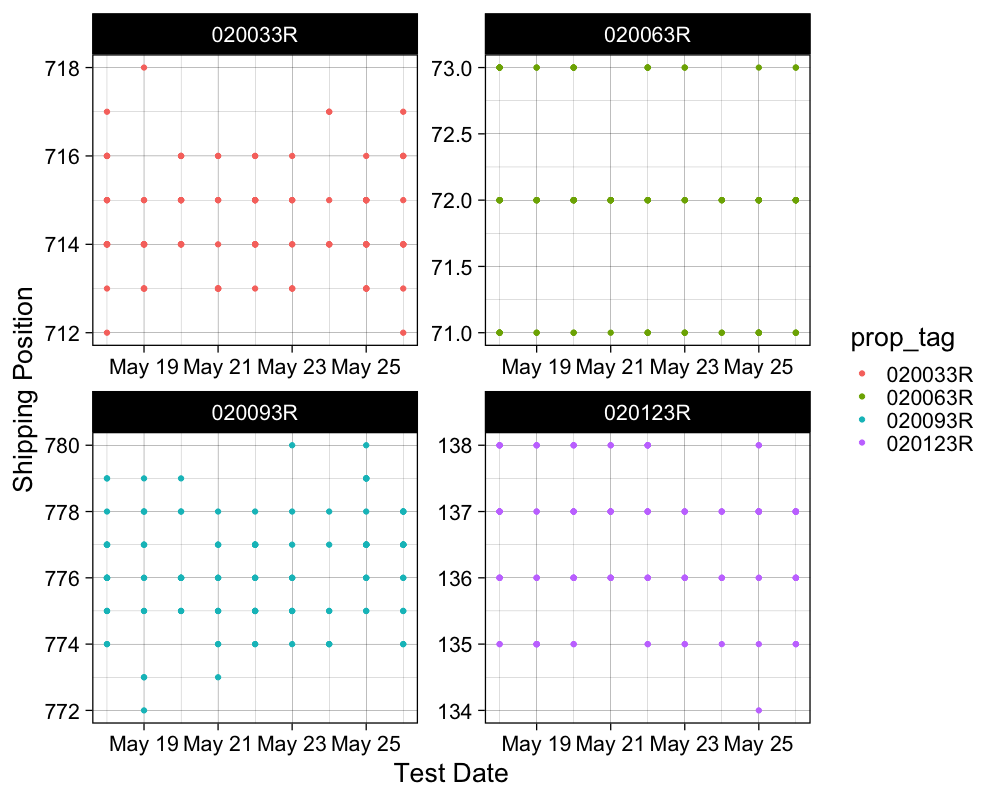 020033R
020063R
718
716
714
712
73.0
72.5
72.0
71.5
71.0
May 19 May 21 May 23 May 25
May 19 May 21 May 23 May 25
Shipping Position
020093R
020123R
780
778
776
774
772
138
137
136
135
134
May 19 May 21 May 23 May 25
May 19 May 21 May 23 May 25
Test Date
prop_tag
020033R
020063R
020093R
020123R